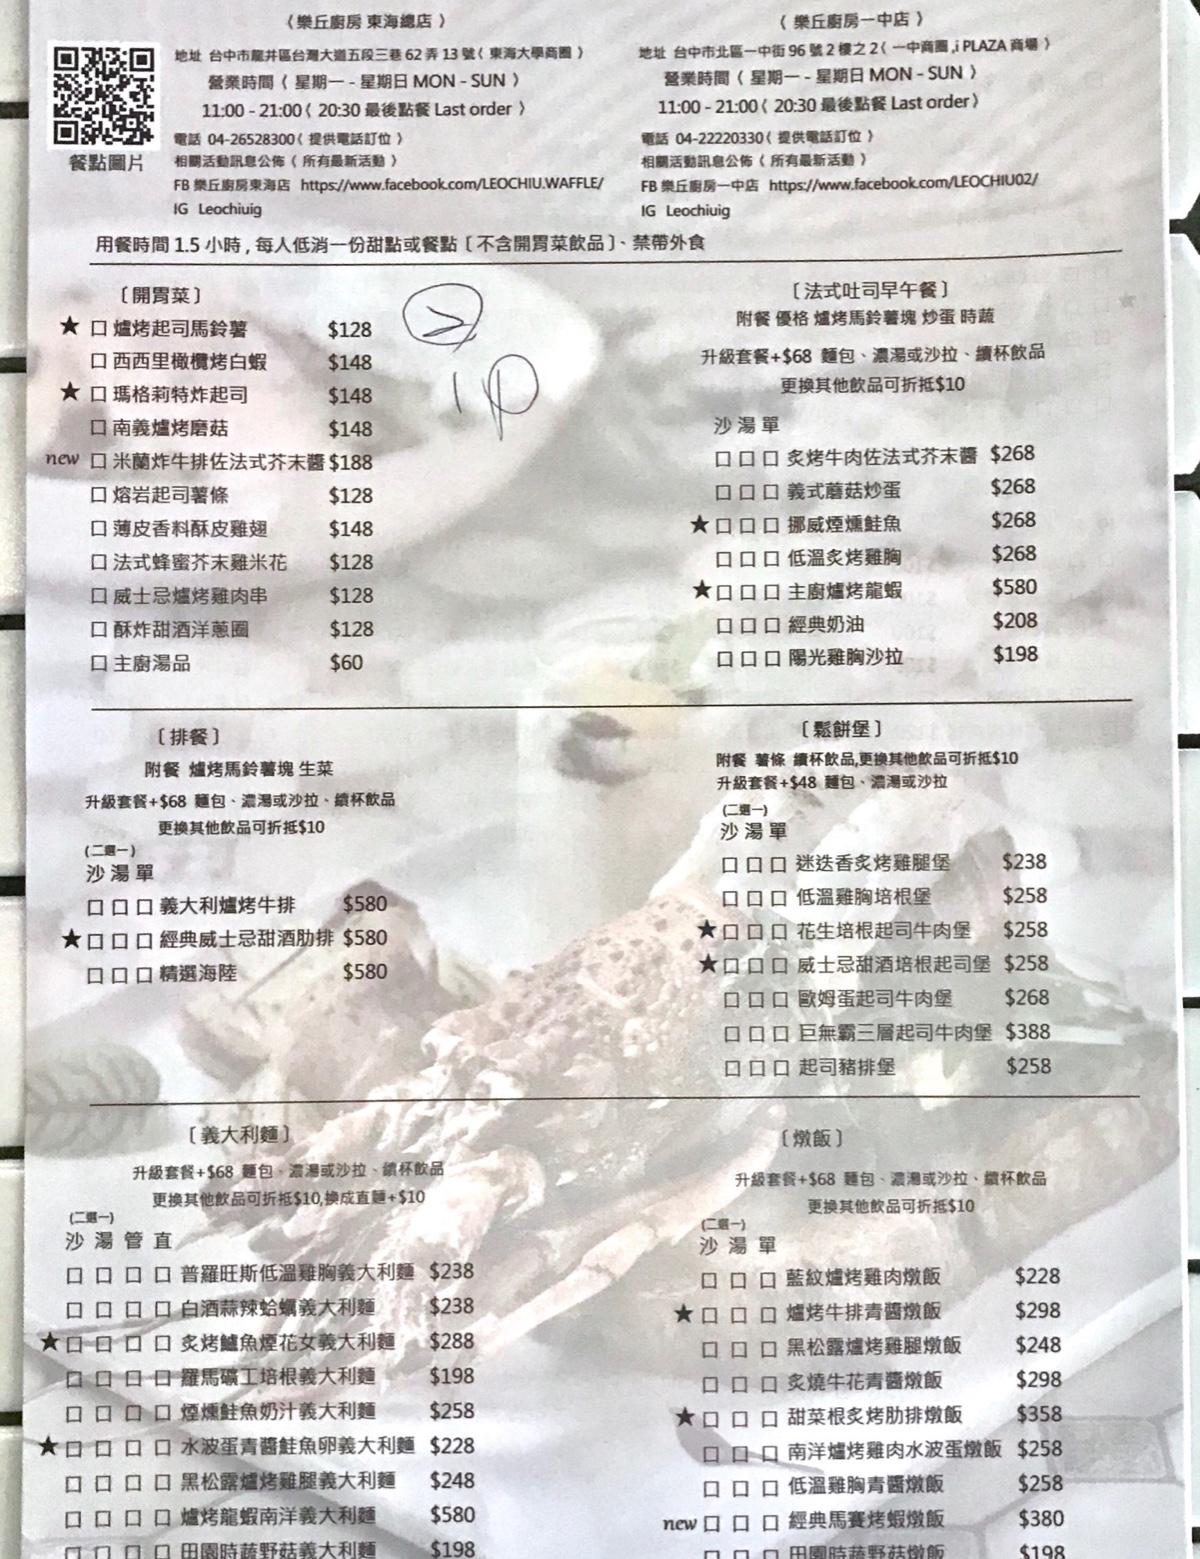 〈樂丘廚房 東海總店〉
地址 台中市龍井區台灣大道五段三巷 62 弄 13 號〈 東海大學商圈 〉
營業時間〈 星期一 - 星期日 MON - SUN 〉
11:00 - 21:00〈 20:30 最後點餐 Last order 〉
電話 04-26528300〈 提供電話訂位 〉
相關活動訊息公佈〈 所有最新活動 〉
FB 樂丘廚房東海店 https://www.facebook.com/LEOCHIU.WAFFLE/
IG Leochiuig
餐點圖片
〈 樂丘廚房一中店 〉
地址 台中市北區一中街 96 號 2 樓之 2〈 一中商圈 ,i PLAZA 商場 〉
營業時間〈 星期一 - 星期日 MON - SUN 〉
11:00 - 21:00〈 20:30 最後點餐 Last order〉
電話 04-22220330〈 提供電話訂位 〉
相關活動訊息公佈〈 所有最新活動 〉
FB 樂丘廚房一中店 https://www.facebook.com/LEOCHIU02/
IG Leochiuig
用餐時間 1.5 小時 , 每人低消一份甜點或餐點〔不含開胃菜飲品〕、禁帶外食
〔開胃菜〕
★ 口 爐烤起司馬鈴薯 $128
口 西西里橄欖烤白蝦 $148
★ 口 瑪格莉特炸起司 $148
口 南義爐烤磨菇 $148
new 口 米蘭炸牛排佐法式芥末醬 $188
口 熔岩起司薯條 $128
口 薄皮香料酥皮雞翅 $148
口 法式蜂蜜芥末雞米花 $128
口 威士忌爐烤雞肉串 $128
口 酥炸甜酒洋蔥圈 $128
口 主廚湯品 $60
2
1P
〔法式吐司早午餐〕
附餐 優格 爐烤馬鈴薯塊 炒蛋 時蔬
升級套餐+$68 麵包、濃湯或沙拉、續杯飲品
更換其他飲品可折抵$10
沙 湯 單
口 口 口 炙烤牛肉佐法式芥末醬 $268
口 口 口 義式蘑菇炒蛋 $268
★ 口 口 口 挪威煙燻鮭魚 $268
口 口 口 低溫炙烤雞胸 $268
★ 口 口 口 主廚爐烤龍蝦 $580
口 口 口 經典奶油 $208
口 口 口 陽光雞胸沙拉 $198
〔排餐〕
附餐 爐烤馬鈴薯塊 生菜
升級套餐+$68 麵包、濃湯或沙拉、續杯飲品
更換其他飲品可折抵$10
(二選一)
沙 湯 單
口 口 口 義大利爐烤牛排 $580
★ 口 口 口 經典威士忌甜酒肋排 $580
口 口 口 精選海陸 $580
〔鬆餅堡〕
附餐 薯條 續杯飲品,更換其他飲品可折抵$10
升級套餐+$48 麵包、濃湯或沙拉
(二選一)
沙 湯 單
口 口 口 迷迭香炙烤雞腿堡 $238
口 口 口 低溫雞胸培根堡 $258
★ 口 口 口 花生培根起司牛肉堡 $258
★ 口 口 口 威士忌甜酒培根起司堡 $258
口 口 口 歐姆蛋起司牛肉堡 $268
口 口 口 巨無霸三層起司牛肉堡 $388
口 口 口 起司豬排堡 $258
〔義大利麵〕
升級套餐+$68 麵包、濃湯或沙拉、續杯飲品
更換其他飲品可折抵$10,換成直麵+$10
(二選一)
沙 湯 管 直
口 口 口 口 普羅旺斯低溫雞胸義大利麵 $238
口 口 口 口 白酒蒜辣蛤蠣義大利麵 $238
★ 口 口 口 口 炙烤鱸魚煙花女義大利麵 $288
口 口 口 口 羅馬礦工培根義大利麵 $198
口 口 口 口 煙燻鮭魚奶汁義大利麵 $258
★ 口 口 口 口 水波蛋青醬鮭魚卵義大利麵 $228
口 口 口 口 黑松露爐烤雞腿義大利麵 $248
口 口 口 口 爐烤龍蝦南洋義大利麵 $580
口 口 口 口 田園時蔬野菇義大利麵 $198
〔燉飯〕
升級套餐+$68 麵包、濃湯或沙拉、續杯飲品
更換其他飲品可折抵$10
(二選一)
沙 湯 單
口 口 口 藍紋爐烤雞肉燉飯 $228
★ 口 口 口 爐烤牛排青醬燉飯 $298
口 口 口 黑松露爐烤雞腿燉飯 $248
口 口 口 炙燒牛花青醬燉飯 $298
★ 口 口 口 甜菜根炙烤肋排燉飯 $358
口 口 口 南洋爐烤雞肉水波蛋燉飯 $258
口 口 口 低溫雞胸青醬燉飯 $258
new 口 口 口 經典馬賽烤蝦燉飯 $380
口 口 口 田園時蔬野菇燉飯 $198